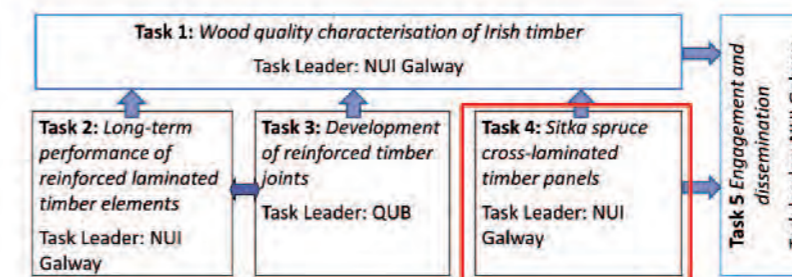 Task 1: Wood quality characterisation of Irish timber
Task Leader: NUI Galway
Task 2: Long-term
performance of
reinforced laminated
timber elements
Task Leader: NUI
Galway
Task 3: Development
of reinforced timber
joints
Task Leader: QUB
Task 4: Sitka spruce
cross-laminated
timber panels
Task Leader: NUI
Galway
Task 5 Engagement and
dissemination